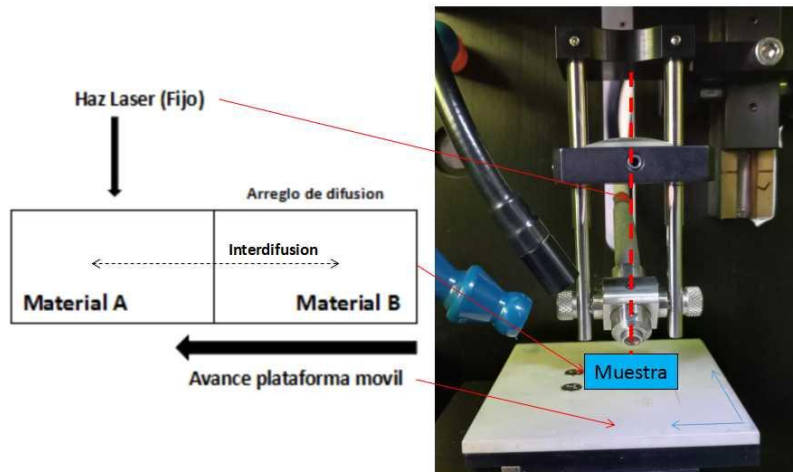 Haz Laser (Fijo)
Arreglo de difusion
Interdifusion
Material A
Material B
Avance plataforma movil
Muestra